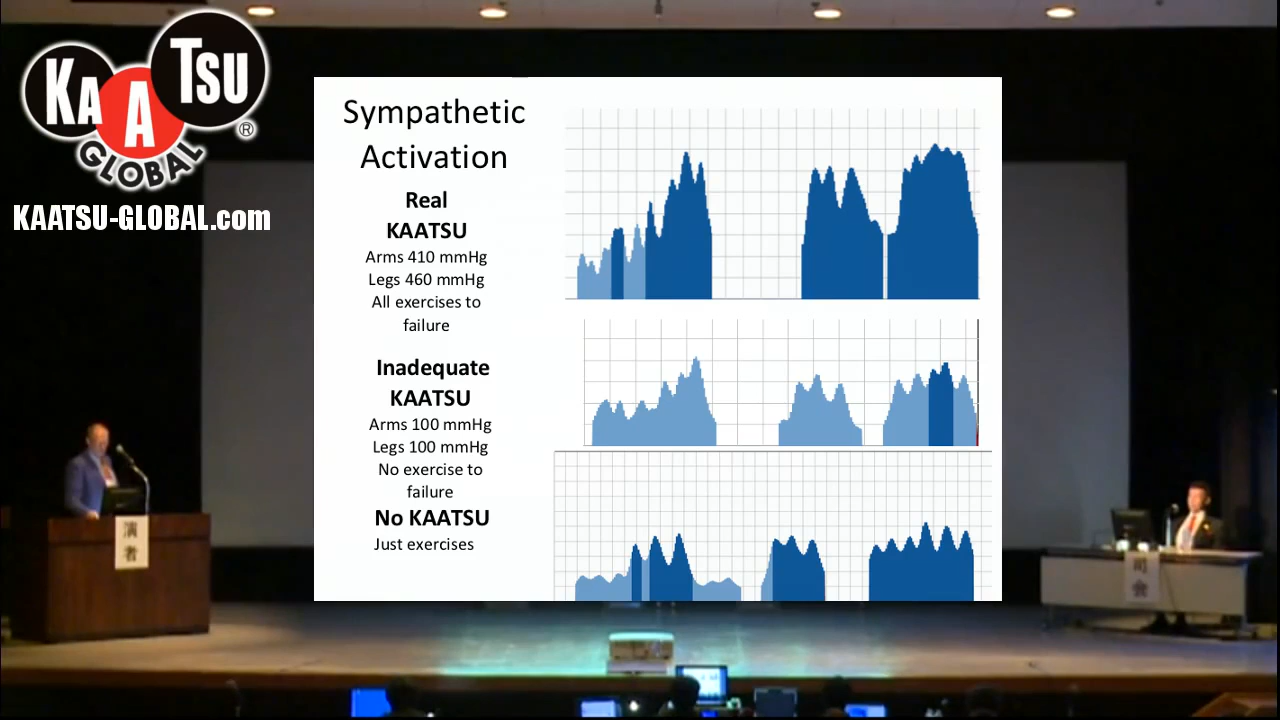 KAATSU
GLOBAL
®
KAATSU-GLOBAL.com
Sympathetic
Activation
Real
KAATSU
Arms 410 mmHg
Legs 460 mmHg
All exercises to
failure
Inadequate
KAATSU
Arms 100 mmHg
Legs 100 mmHg
No exercise to
failure
No KAATSU
Just exercises
演者
司会